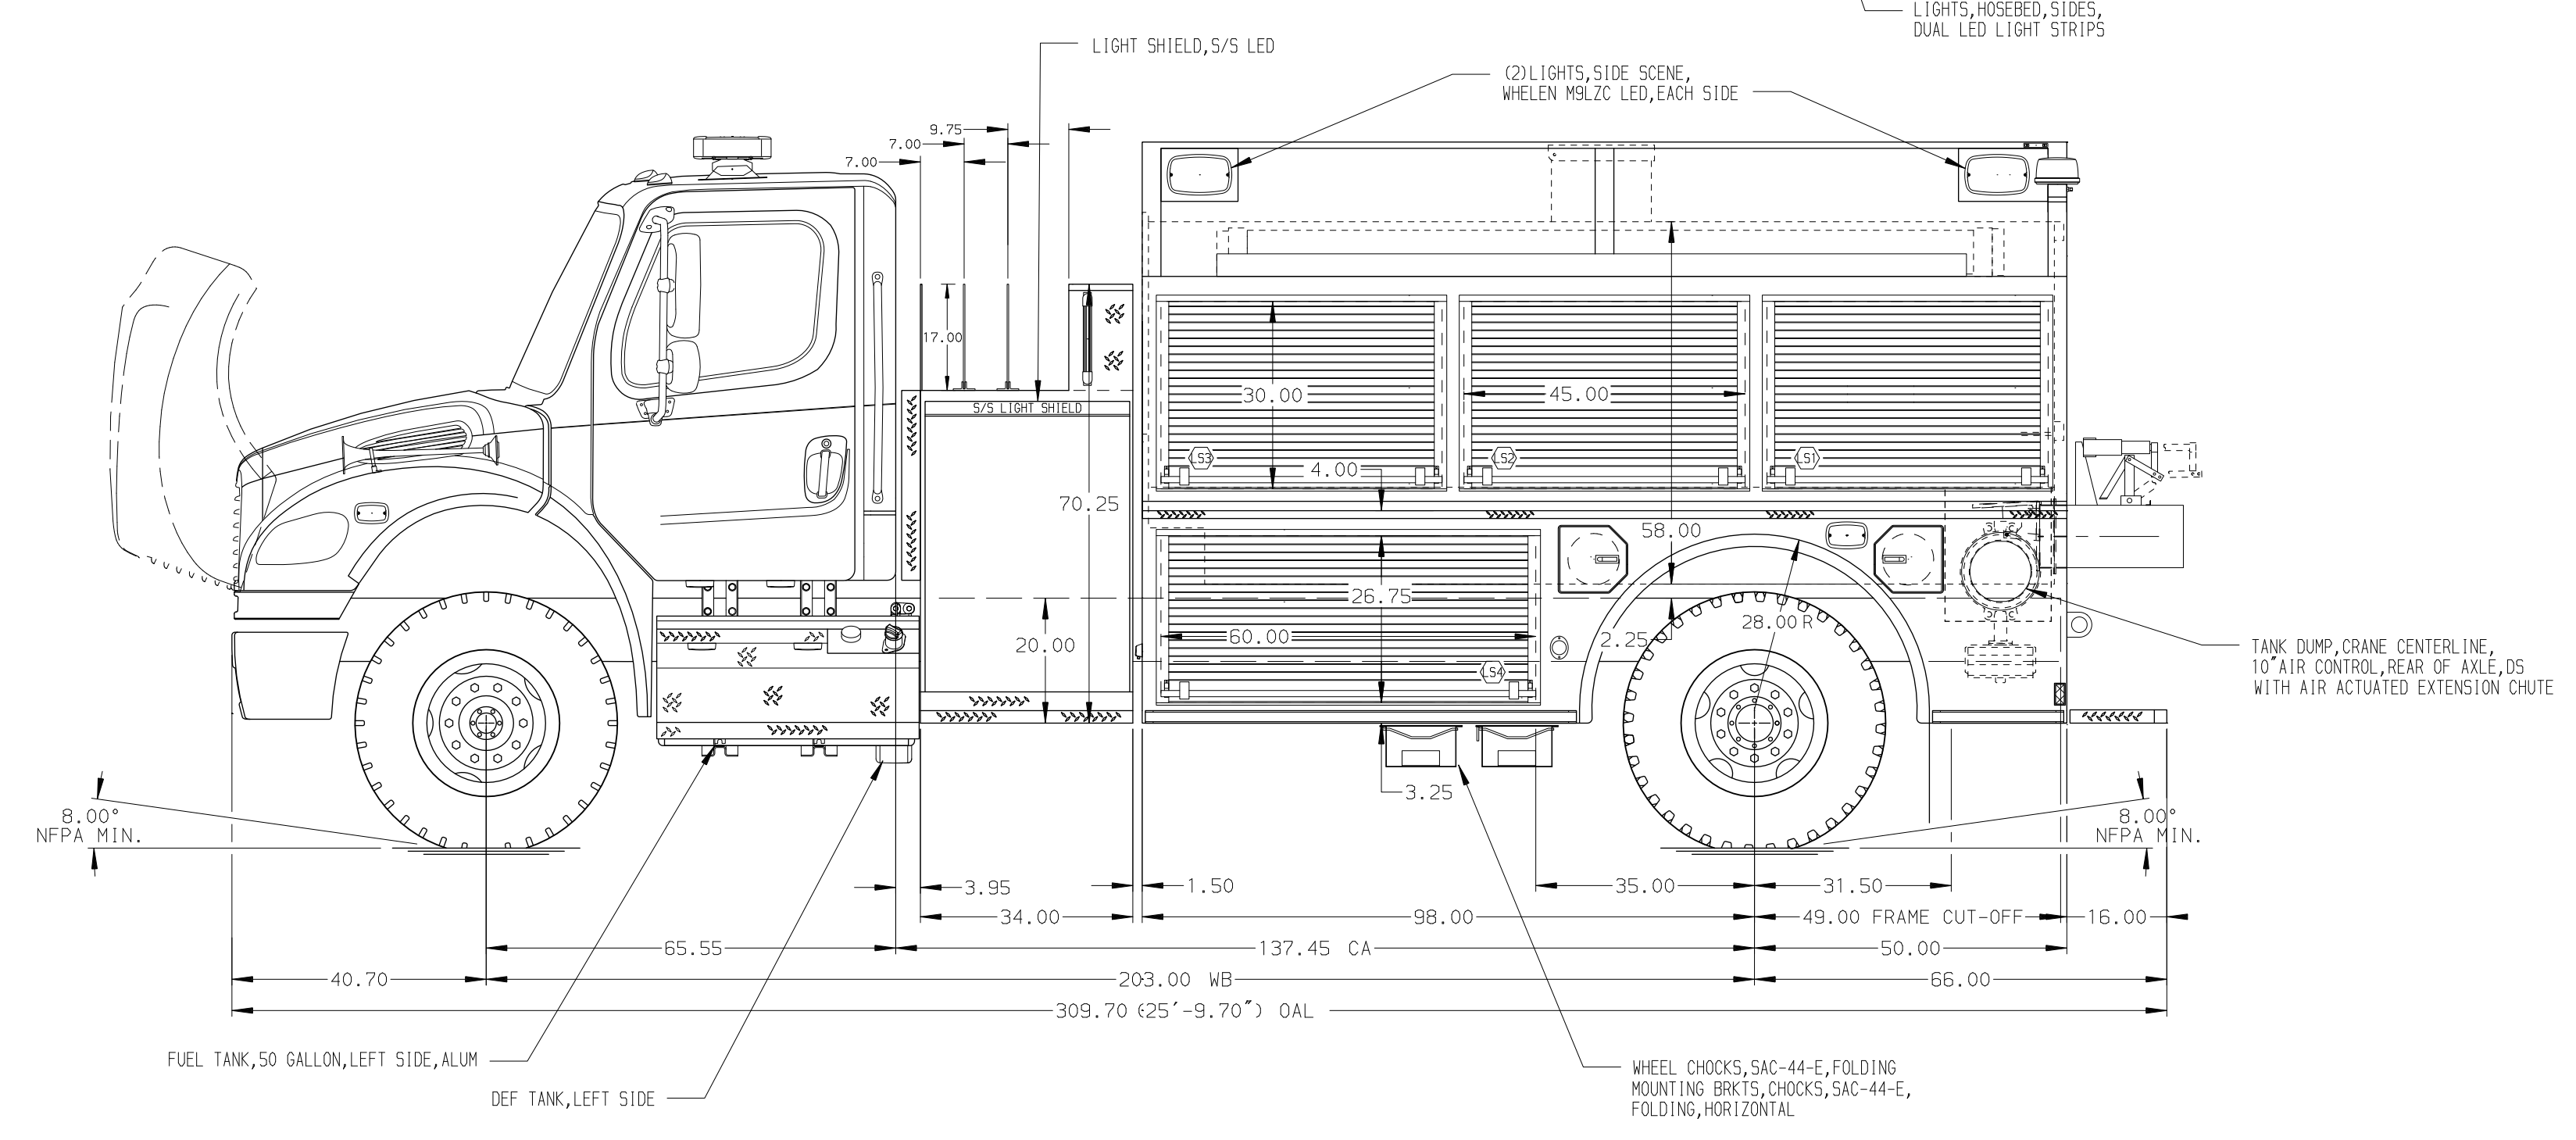 LIGHTS,HOSEBED,SIDES,
DUAL LED LIGHT STRIPS
LIGHT SHIELD,S/S LED
(2)LIGHTS,SIDE SCENE,
WHELEN M9LZC LED,EACH SIDE
9.75
7.00
7.00
17.00
S/S LIGHT SHIELD
30.00
45.00
LS3
LS2
LS1
4.00
70.25
58.00
26.75
28.00 R
60.00
2.25
20.00
LS4
TANK DUMP,CRANE CENTERLINE,
10"AIR CONTROL,REAR OF AXLE,DS
WITH AIR ACTUATED EXTENSION CHUTE
3.25
8.00°
NFPA MIN.
8.00°
NFPA MIN.
3.95
1.50
35.00
31.50
34.00
98.00
49.00 FRAME CUT-OFF
16.00
65.55
137.45 CA
50.00
40.70
203.00 WB
66.00
309.70 (25'-9.70") OAL
FUEL TANK,50 GALLON,LEFT SIDE,ALUM
DEF TANK,LEFT SIDE
WHEEL CHOCKS,SAC-44-E,FOLDING
MOUNTING BRKTS,CHOCKS,SAC-44-E,
FOLDING,HORIZONTAL